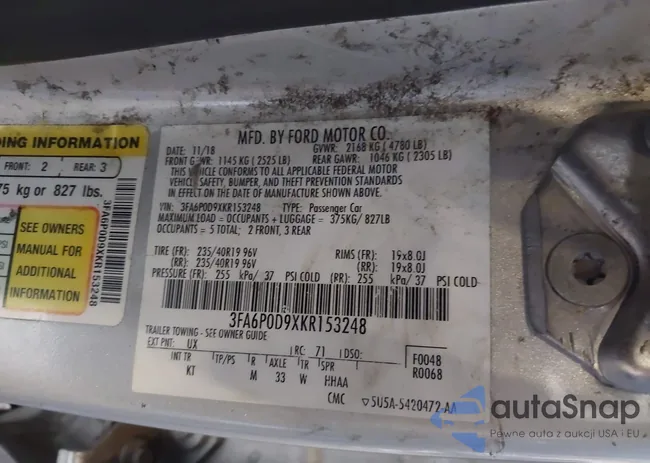 DING INFORMATION
FRONT: 2 REAR: 3
75 kg or 827 lbs.
SEE OWNERS
MANUAL FOR
ADDITIONAL
INFORMATION
3FA6P0D9XKR153248
MFD. BY FORD MOTOR CO.
DATE: 11/18 GVWR: 2168 KG ( 4780 LB)
FRONT GAWR: 1145 KG ( 2525 LB) REAR GAWR: 1046 KG ( 2305 LB)
THIS VEHICLE CONFORMS TO ALL APPLICABLE FEDERAL MOTOR
VEHICLE SAFETY, BUMPER, AND THEFT PREVENTION STANDARDS
IN EFFECT ON THE DATE OF MANUFACTURE SHOWN ABOVE.
VIN: 3FA6P0D9XKR153248 TYPE: Passenger Car
MAXIMUM LOAD = OCCUPANTS + LUGGAGE = 375KG/ 827LB
OCCUPANTS = 5 TOTAL: 2 FRONT, 3 REAR
TIRE (FR): 235/40R19 96V RIMS (FR): 19x8.0J
(RR): 235/40R19 96V (RR): 19x8.0J
PRESSURE (FR): 255 kPa/ 37 PSI COLD (RR): 255 kPa/ 37 PSI COLD
3FA6P0D9XKR153248
TRAILER TOWING - SEE OWNER GUIDE
EXT PNT: UX RC: 71 DSO: F0048
INT TR TP/PS R AXLE TR SPR R0068
KT M 33 W HHAA
CMC ▽5U5A-5420472-AA
autaSnap
Pewne auta z aukcji USA i EU